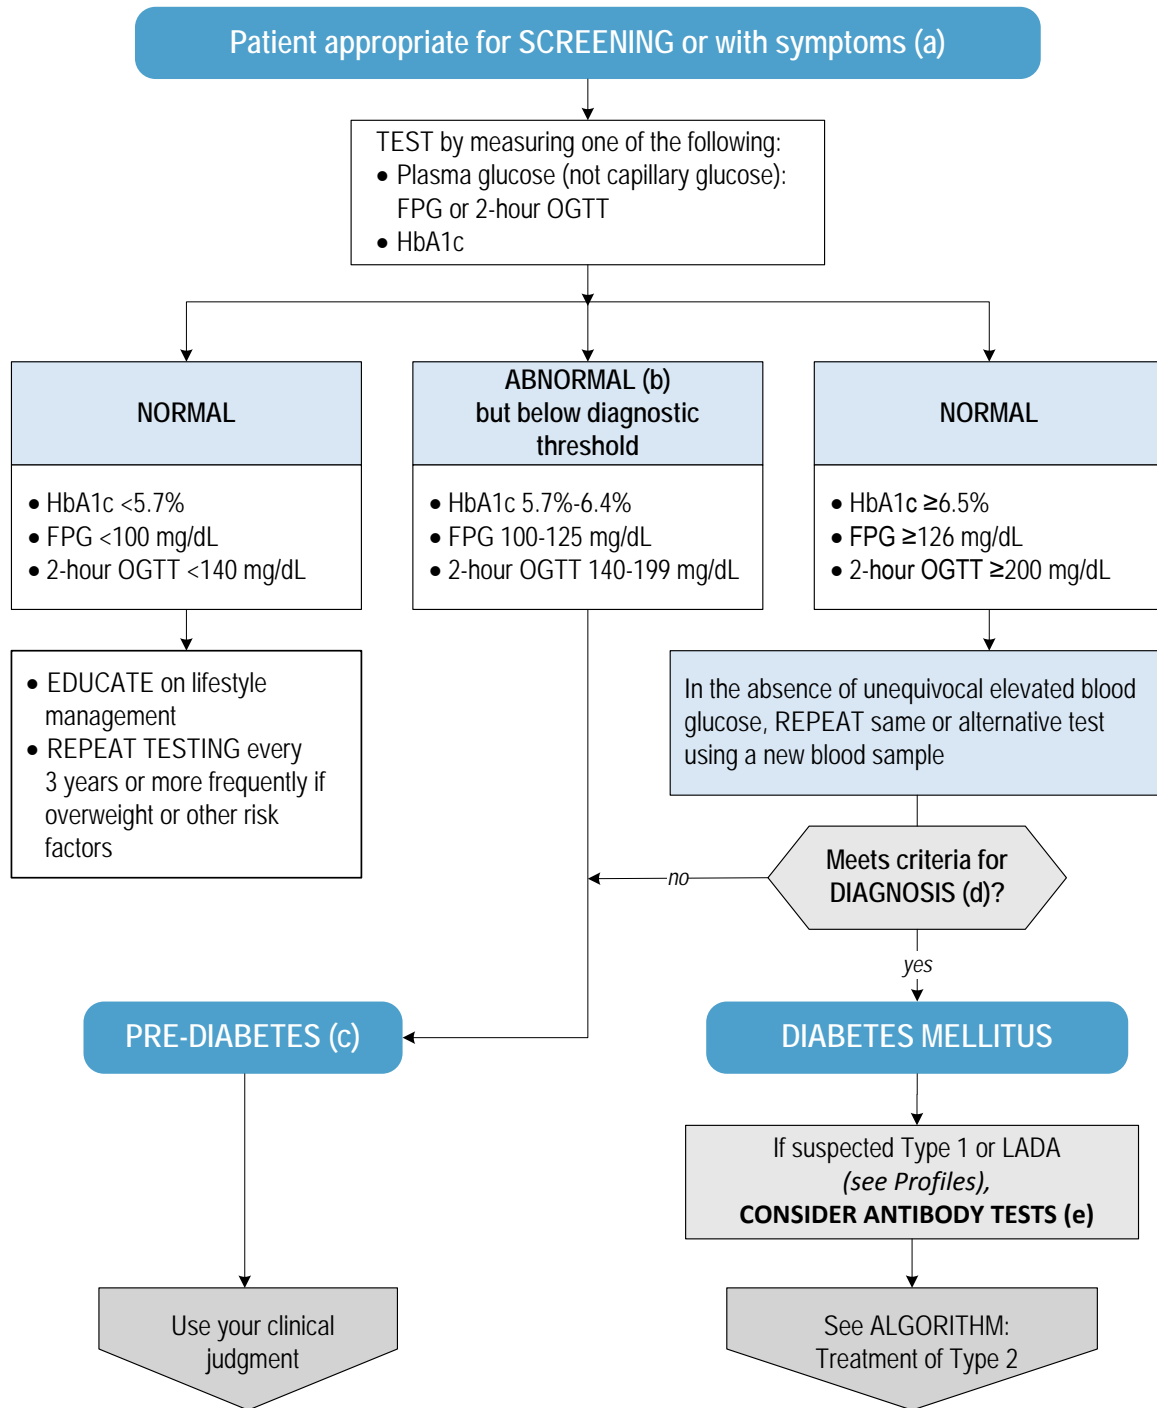 Patient appropriate for SCREENING or with symptoms (a)
TEST by measuring one of the following:
• Plasma glucose (not capillary glucose):
FPG or 2-hour OGTT
• HbA1c
NORMAL
• HbA1c <5.7%
• FPG <100 mg/dL
• 2-hour OGTT <140 mg/dL
ABNORMAL (b)
but below diagnostic
threshold
• HbA1c 5.7%-6.4%
• FPG 100-125 mg/dL
• 2-hour OGTT 140-199 mg/dL
NORMAL
• HbA1c ≥6.5%
• FPG ≥126 mg/dL
• 2-hour OGTT ≥200 mg/dL
• EDUCATE on lifestyle
management
• REPEAT TESTING every
3 years or more frequently if
overweight or other risk
factors
In the absence of unequivocal elevated blood
glucose, REPEAT same or alternative test
using a new blood sample
Meets criteria for
DIAGNOSIS (d)?
no
yes
PRE-DIABETES (c)
DIABETES MELLITUS
If suspected Type 1 or LADA
(see Profiles),
CONSIDER ANTIBODY TESTS (e)
Use your clinical
judgment
See ALGORITHM:
Treatment of Type 2